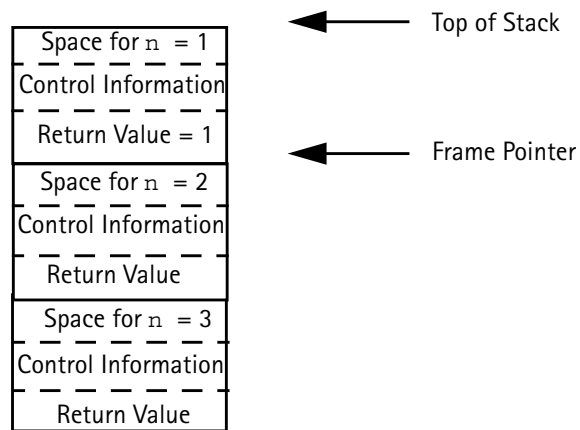 Top of Stack
Space for n = 1
Control Information
Return Value = 1
Frame Pointer
Space for n = 2
Control Information
Return Value
Space for n = 3
Control Information
Return Value